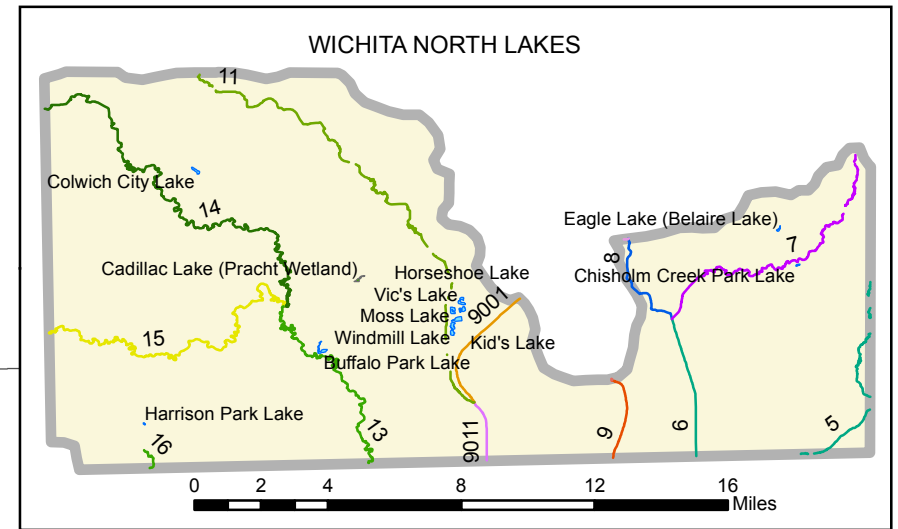 WICHITA NORTH LAKES
11
Colwich City Lake
14
Eagle Lake (Belaire Lake)
7
8
Cadillac Lake (Pracht Wetland)
Horseshoe Lake
Chisholm Creek Park Lake
Vic's Lake
9001
Moss Lake
15
Windmill Lake
Kid's Lake
Buffalo Park Lake
Harrison Park Lake
16
13
9011
9
6
5
0 2 4 8 12 16
Miles